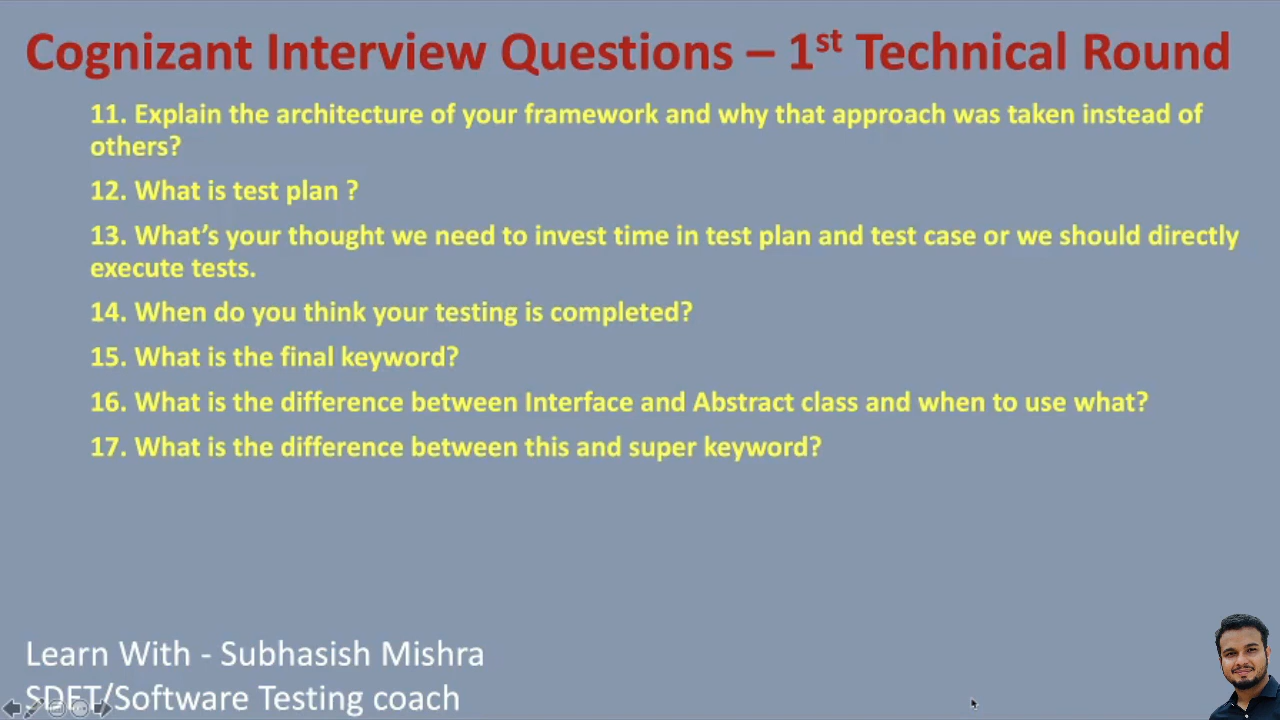 Cognizant Interview Questions – 1st Technical Round
11. Explain the architecture of your framework and why that approach was taken instead of
others?
12. What is test plan ?
13. What’s your thought we need to invest time in test plan and test case or we should directly
execute tests.
14. When do you think your testing is completed?
15. What is the final keyword?
16. What is the difference between Interface and Abstract class and when to use what?
17. What is the difference between this and super keyword?
Learn With - Subhasish Mishra
SDET/Software Testing coach